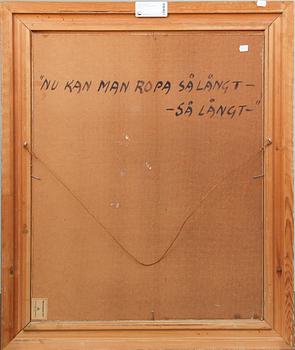 "NU KAN MAN ROPA SÅ LÅNGT –
– SÅ LÅNGT –"